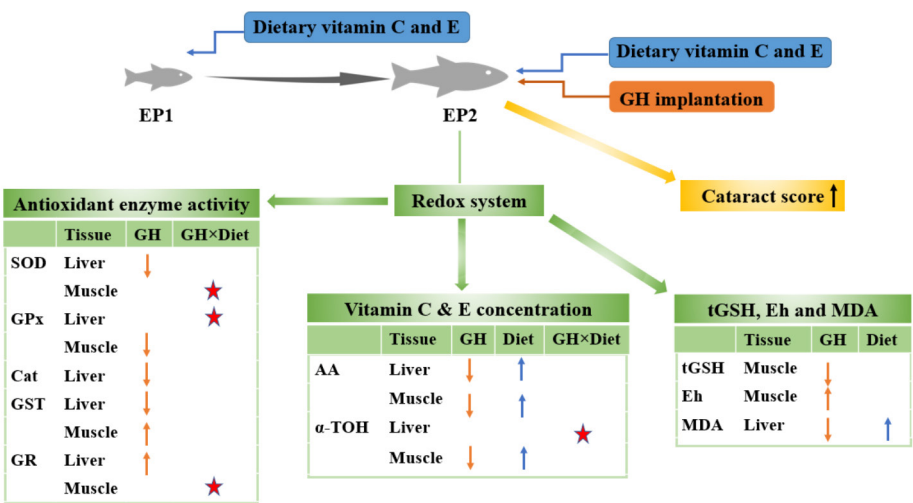 Dietary vitamin C and E
Dietary vitamin C and E
GH implantation
EP1
EP2
Cataract score
Redox system
Antioxidant enzyme activity
Tissue GH GH×Diet
SOD Liver
Muscle
GPx Liver
Muscle
Cat Liver
GST Liver
Muscle
GR Liver
Muscle
Vitamin C & E concentration
Tissue GH Diet GH×Diet
AA Liver
Muscle
α-TOH Liver
Muscle
tGSH, Eh and MDA
Tissue GH Diet
tGSH Muscle
Eh Muscle
MDA Liver